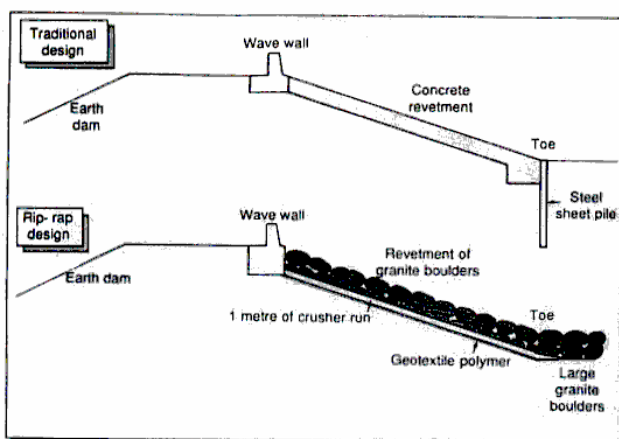 Traditional
design
Wave wall
Concrete
revetment
Earth
dam
Toe
Steel
sheet pile
Rip- rap
design
Wave wall
Revetment of
granite boulders
Earth dam
1 metre of crusher run
Toe
Geotextile polymer
Large
granite
boulders